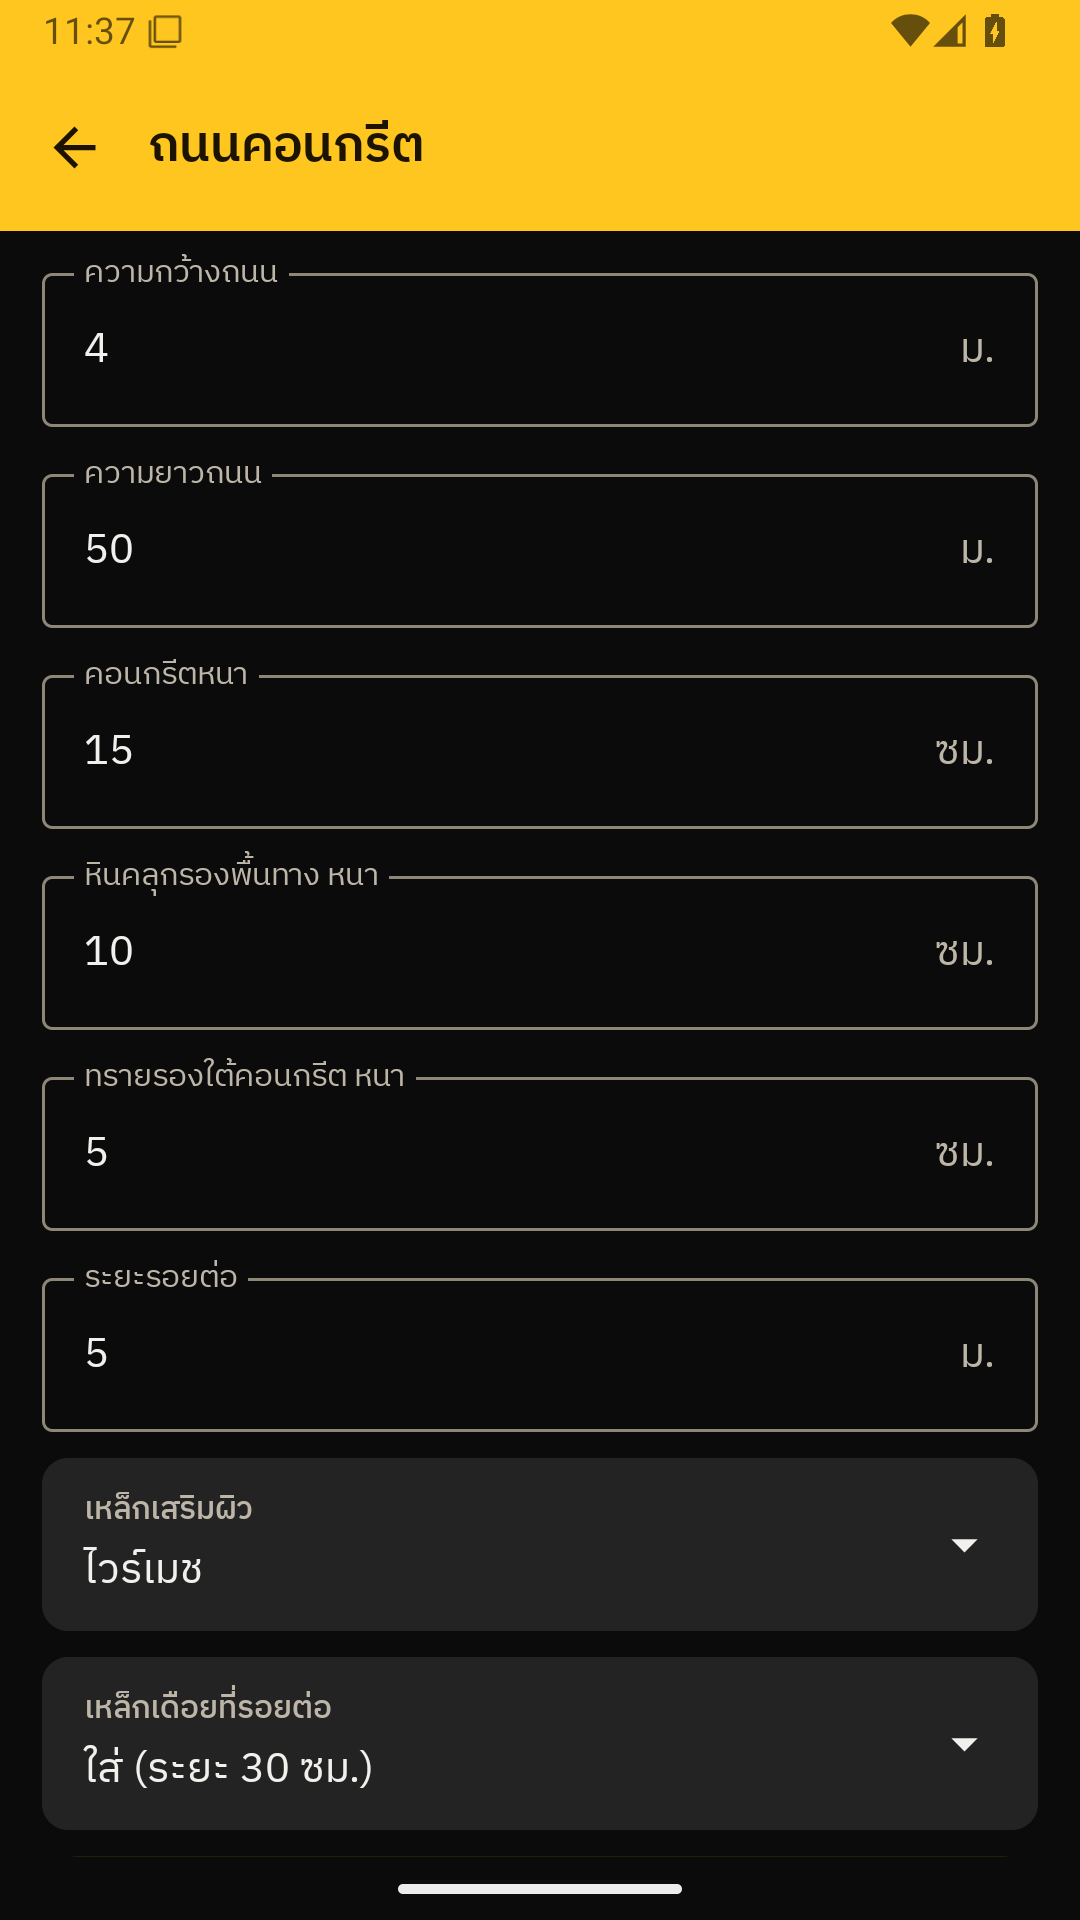 11:37
ถนนคอนกรีต
ความกว้างถนน
4 ม.
ความยาวถนน
50 ม.
คอนกรีตหนา
15 ซม.
หินคลุกรองพื้นทาง หนา
10 ซม.
ทรายรองใต้คอนกรีต หนา
5 ซม.
ระยะรอยต่อ
5 ม.
เหล็กเสริมผิว
ไวร์เมช
เหล็กเดือยที่รอยต่อ
ใส่ (ระยะ 30 ซม.)